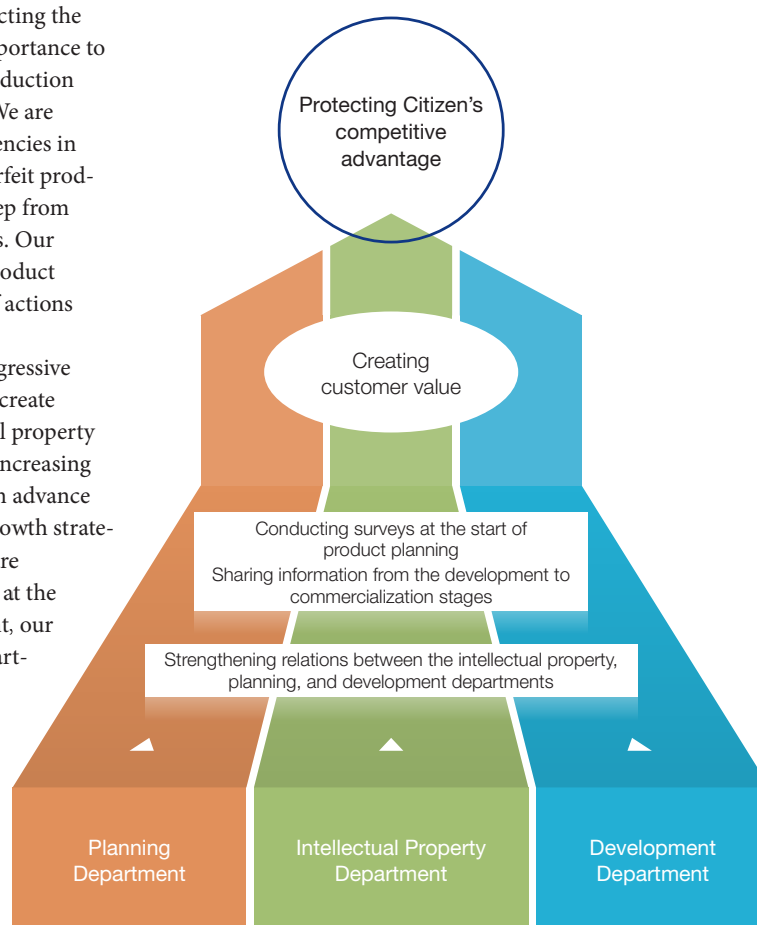 cting the
portance to
duction
We are
encies in
rfeit prod-
ep from
s. Our
oduct
f actions
gressive
create
l property
ncreasing
n advance
owth strate-
re
at the
t, our
art-
Protecting Citizen's
competitive
advantage
Creating
customer value
Conducting surveys at the start of
product planning
Sharing information from the development to
commercialization stages
Strengthening relations between the intellectual property,
planning, and development departments
Planning
Department
Intellectual Property
Department
Development
Department